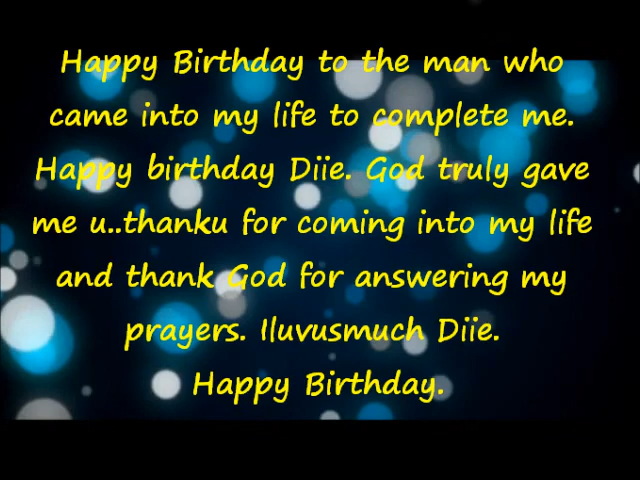 Happy Birthday to the man who
came into my life to complete me.
Happy birthday Diie. God truly gave
me u..thanku for coming into my life
and thank God for answering my
prayers. Iluvusmuch Diie.
Happy Birthday.